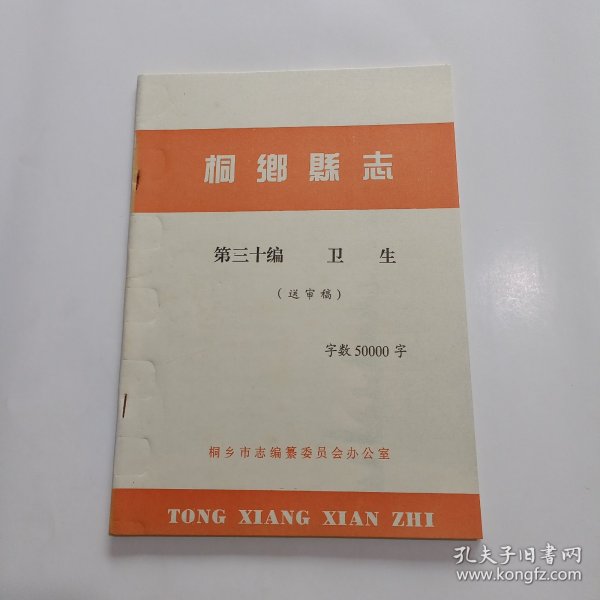 桐鄉縣志
第三十编 卫生
(送审稿)
字数50000字
桐乡市志编纂委员会办公室
TONG XIANG XIAN ZHI
孔夫子旧书网
www.kongfz.com